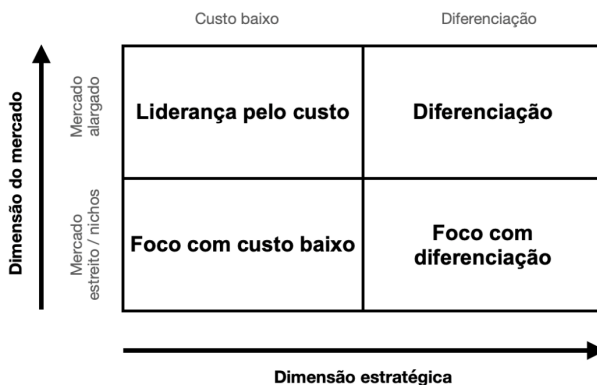 Custo baixo
Diferenciação
Dimensão do mercado
Mercado
alargado
Liderança pelo custo
Diferenciação
Mercado
estreito / nichos
Foco com custo baixo
Foco com
diferenciação
Dimensão estratégica